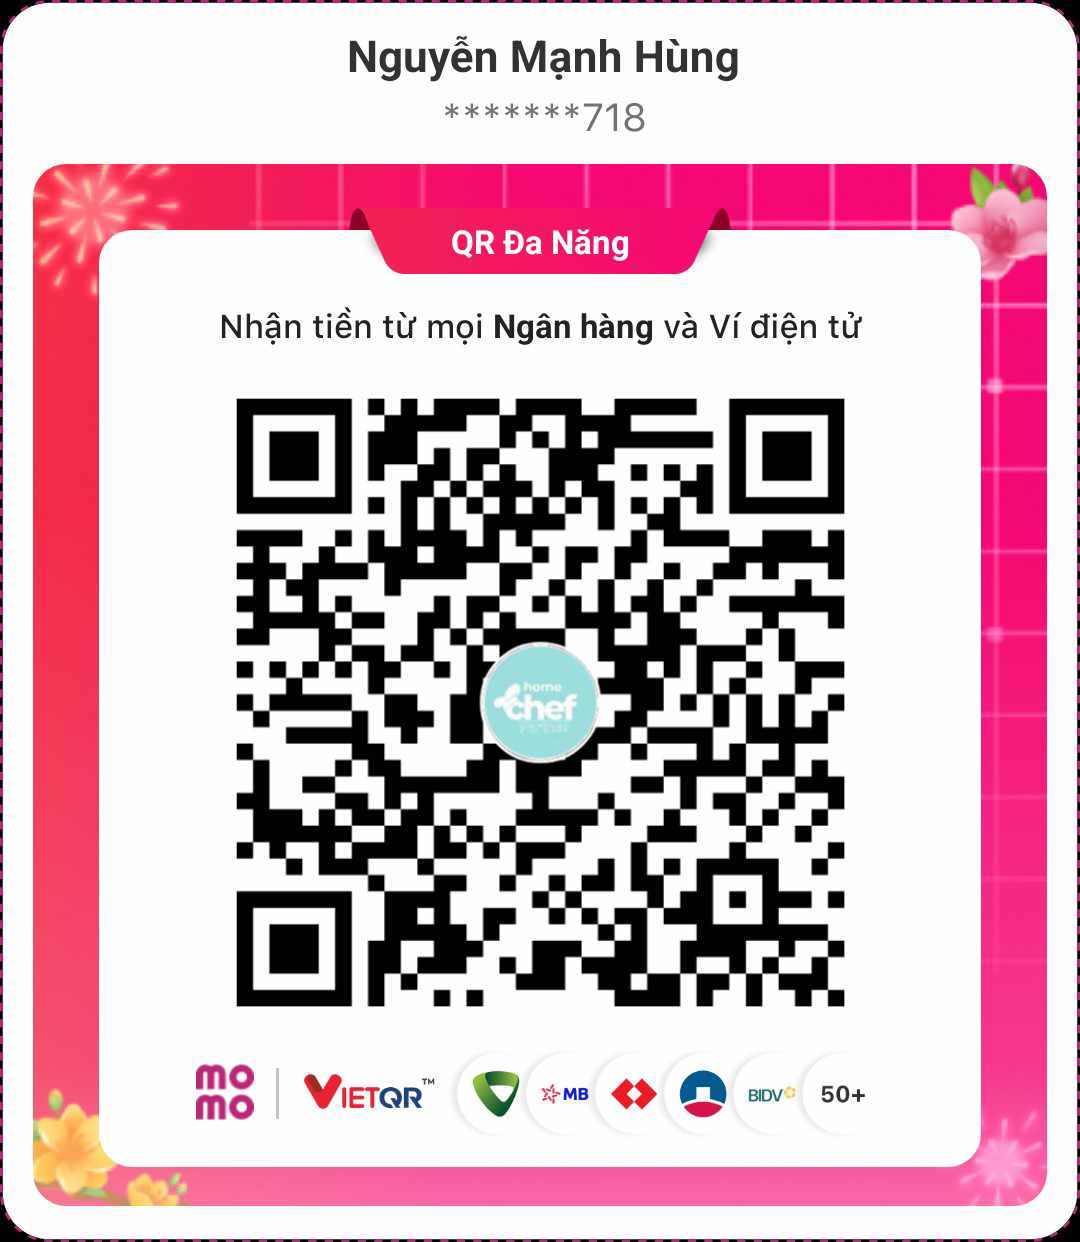 Nguyễn Mạnh Hùng
*******718
QR Đa Năng
Nhận tiền từ mọi Ngân hàng và Ví điện tử
home
chef
mo
mo
VIETQR™
MB
BIDV
50+